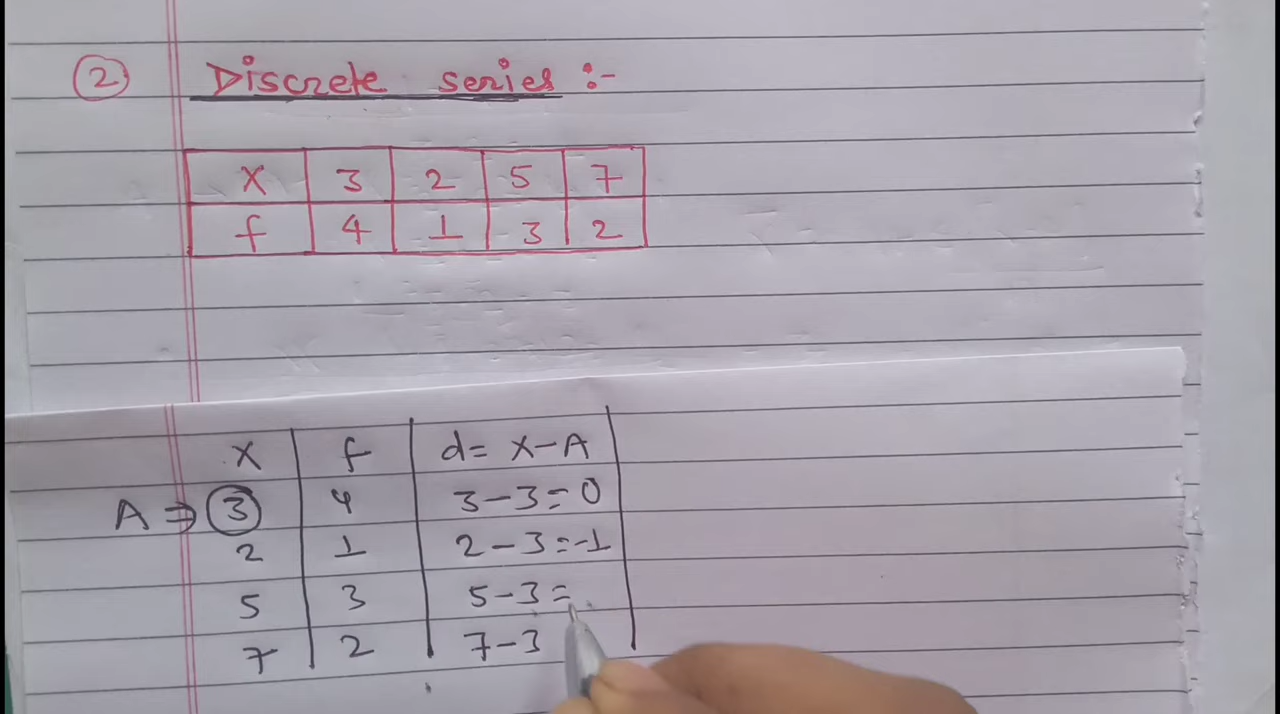 ② Discrete series :-
X 3 2 5 7
f 4 1 3 2
X f d= X-A
A ⇒ 3 4 3-3=0
2 1 2-3=-1
5 3 5-3=
7 2 7-3